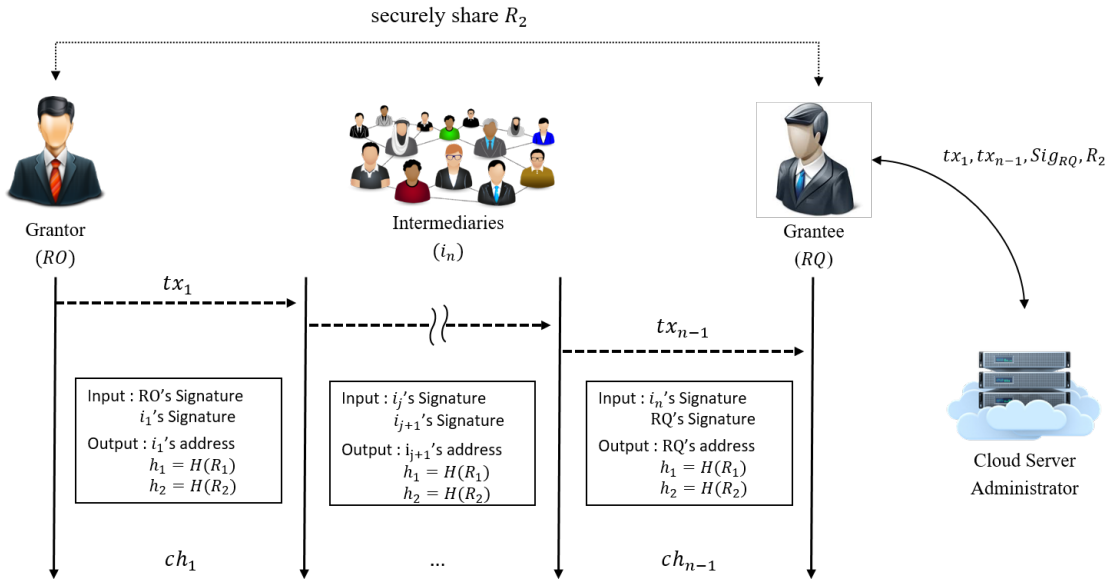 securely share R₂
tx₁, txₙ₋₁, Sig_RQ, R₂
Grantor
(RO)
Intermediaries
(iₙ)
Grantee
(RQ)
tx₁
txₙ₋₁
Input : RO's Signature
i₁'s Signature
Output : i₁'s address
h₁ = H(R₁)
h₂ = H(R₂)
Input : iⱼ's Signature
iⱼ₊₁'s Signature
Output : iⱼ₊₁'s address
h₁ = H(R₁)
h₂ = H(R₂)
Input : iₙ's Signature
RQ's Signature
Output : RQ's address
h₁ = H(R₁)
h₂ = H(R₂)
Cloud Server
Administrator
ch₁
...
chₙ₋₁